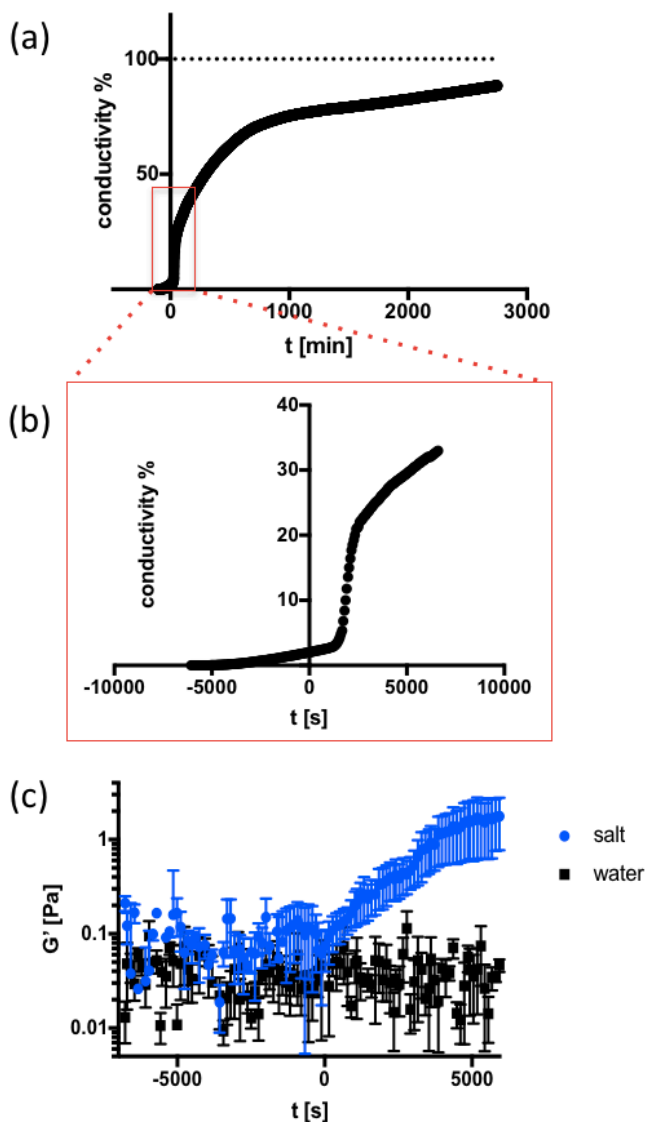 (a)
conductivity %
100
50
0
1000
2000
3000
t [min]
(b)
conductivity %
40
30
20
10
-10000
-5000
0
5000
10000
t [s]
(c)
G' [Pa]
1
0.1
0.01
-5000
0
5000
t [s]
salt
water